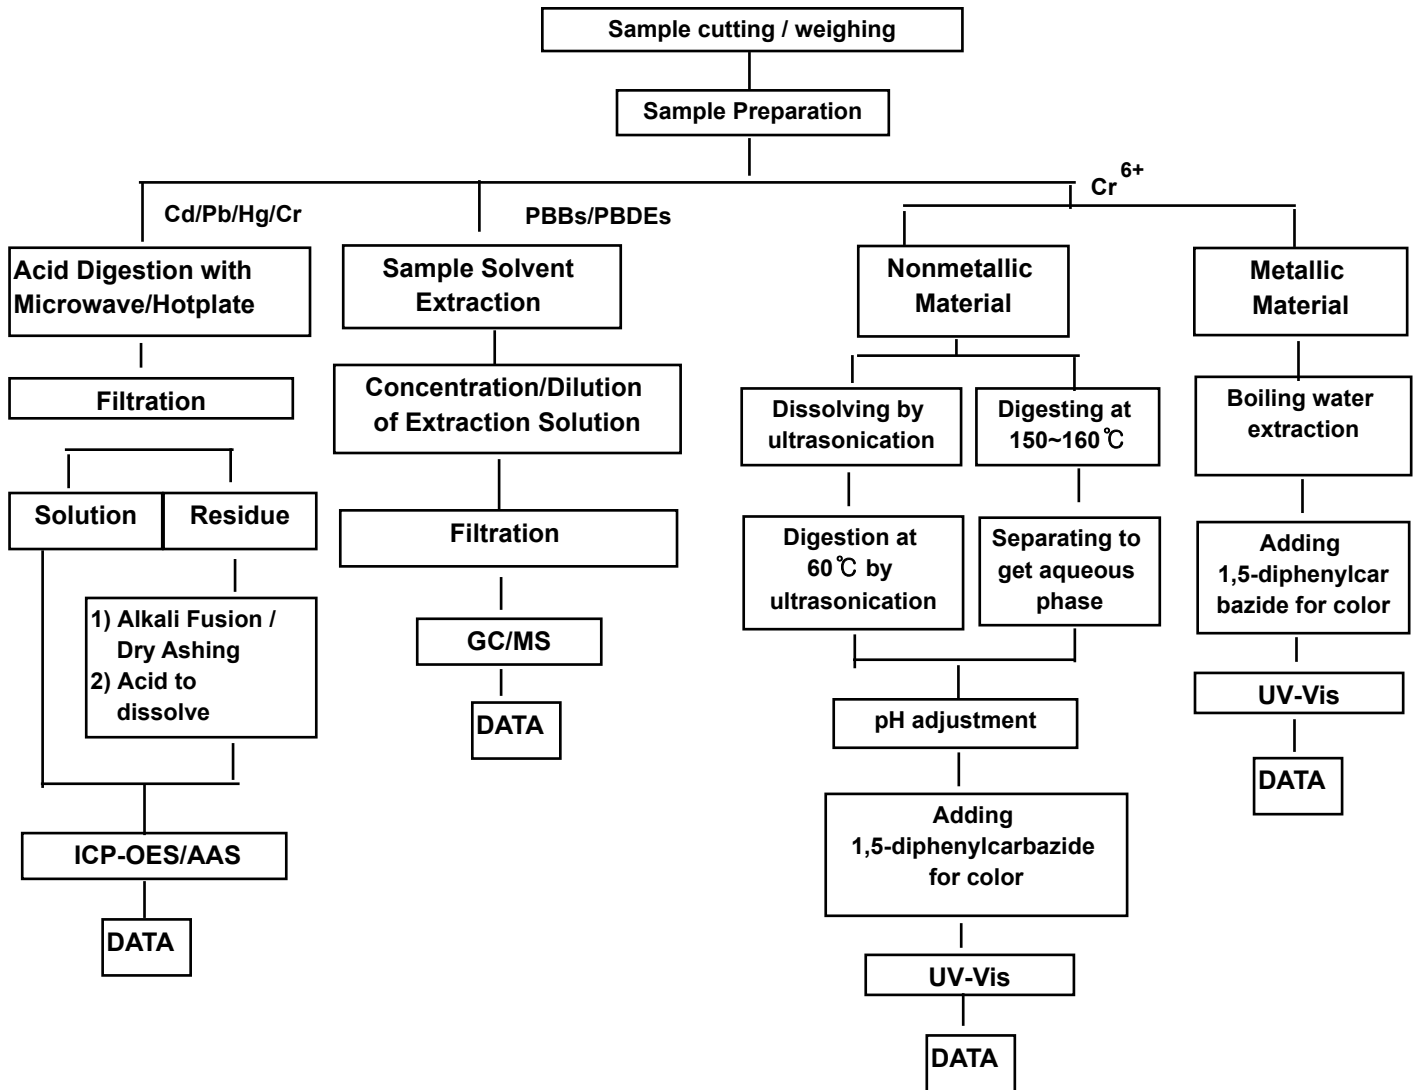 Sample cutting / weighing
Sample Preparation
Cr 6+
Cd/Pb/Hg/Cr
PBBs/PBDEs
Acid Digestion with
Microwave/Hotplate
Filtration
Solution
Residue
1) Alkali Fusion /
Dry Ashing
2) Acid to
dissolve
ICP-OES/AAS
DATA
Sample Solvent
Extraction
Concentration/Dilution
of Extraction Solution
Filtration
GC/MS
DATA
Nonmetallic
Material
Dissolving by
ultrasonication
Digestion at
60℃ by
ultrasonication
Digesting at
150~160℃
Separating to
get aqueous
phase
pH adjustment
Adding
1,5-diphenylcarbazide
for color
UV-Vis
DATA
Metallic
Material
Boiling water
extraction
Adding
1,5-diphenylcar
bazide for color
UV-Vis
DATA